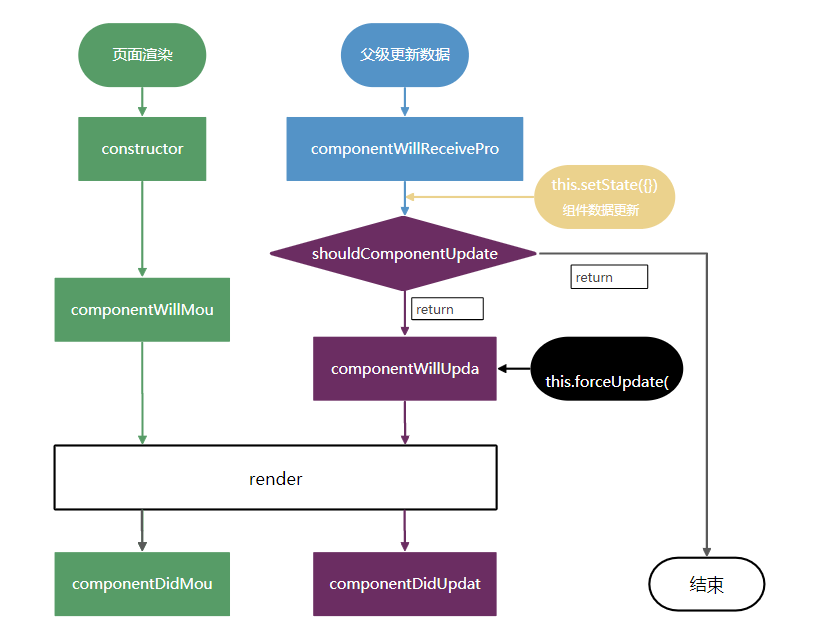 页面渲染
父级更新数据
constructor
componentWillReceivePro
this.setState({})
组件数据更新
shouldComponentUpdate
return
componentWillMou
return
componentWillUpda
this.forceUpdate(
render
componentDidMou
componentDidUpdat
结束